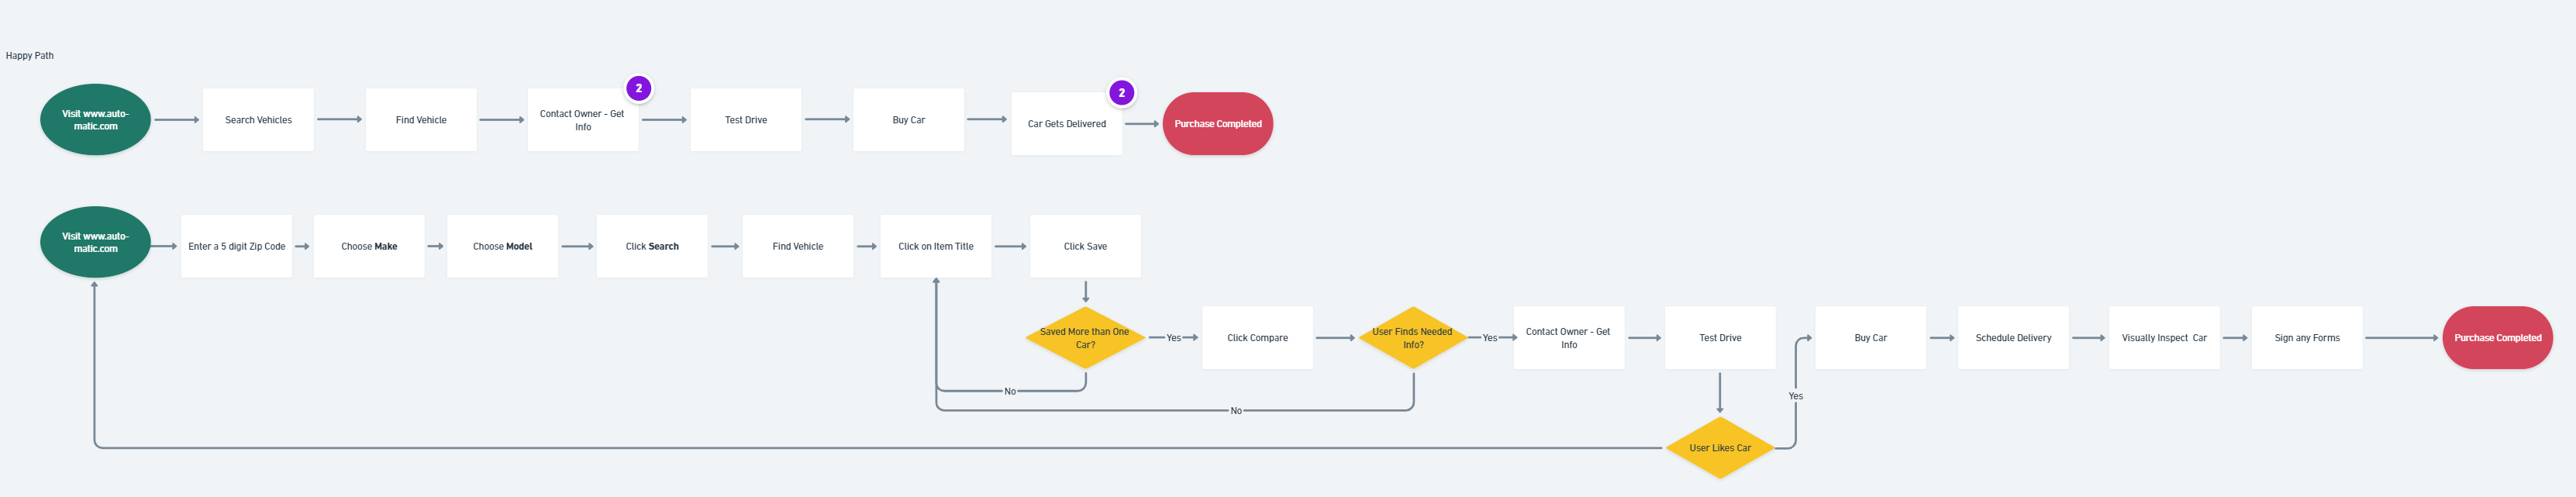 Happy Path
2
2
Visit www.auto-
matic.com
Search Vehicles
Find Vehicle
Contact Owner - Get
Info
Test Drive
Buy Car
Car Gets Delivered
Purchase Completed
Visit www.auto-
matic.com
Enter a 5 digit Zip Code
Choose Make
Choose Model
Click Search
Find Vehicle
Click on Item Title
Click Save
Saved More than One
Car?
Yes
No
Click Compare
User Finds Needed
Info?
Yes
No
Contact Owner - Get
Info
Test Drive
User Likes Car
Yes
Buy Car
Schedule Delivery
Visually Inspect Car
Sign any Forms
Purchase Completed